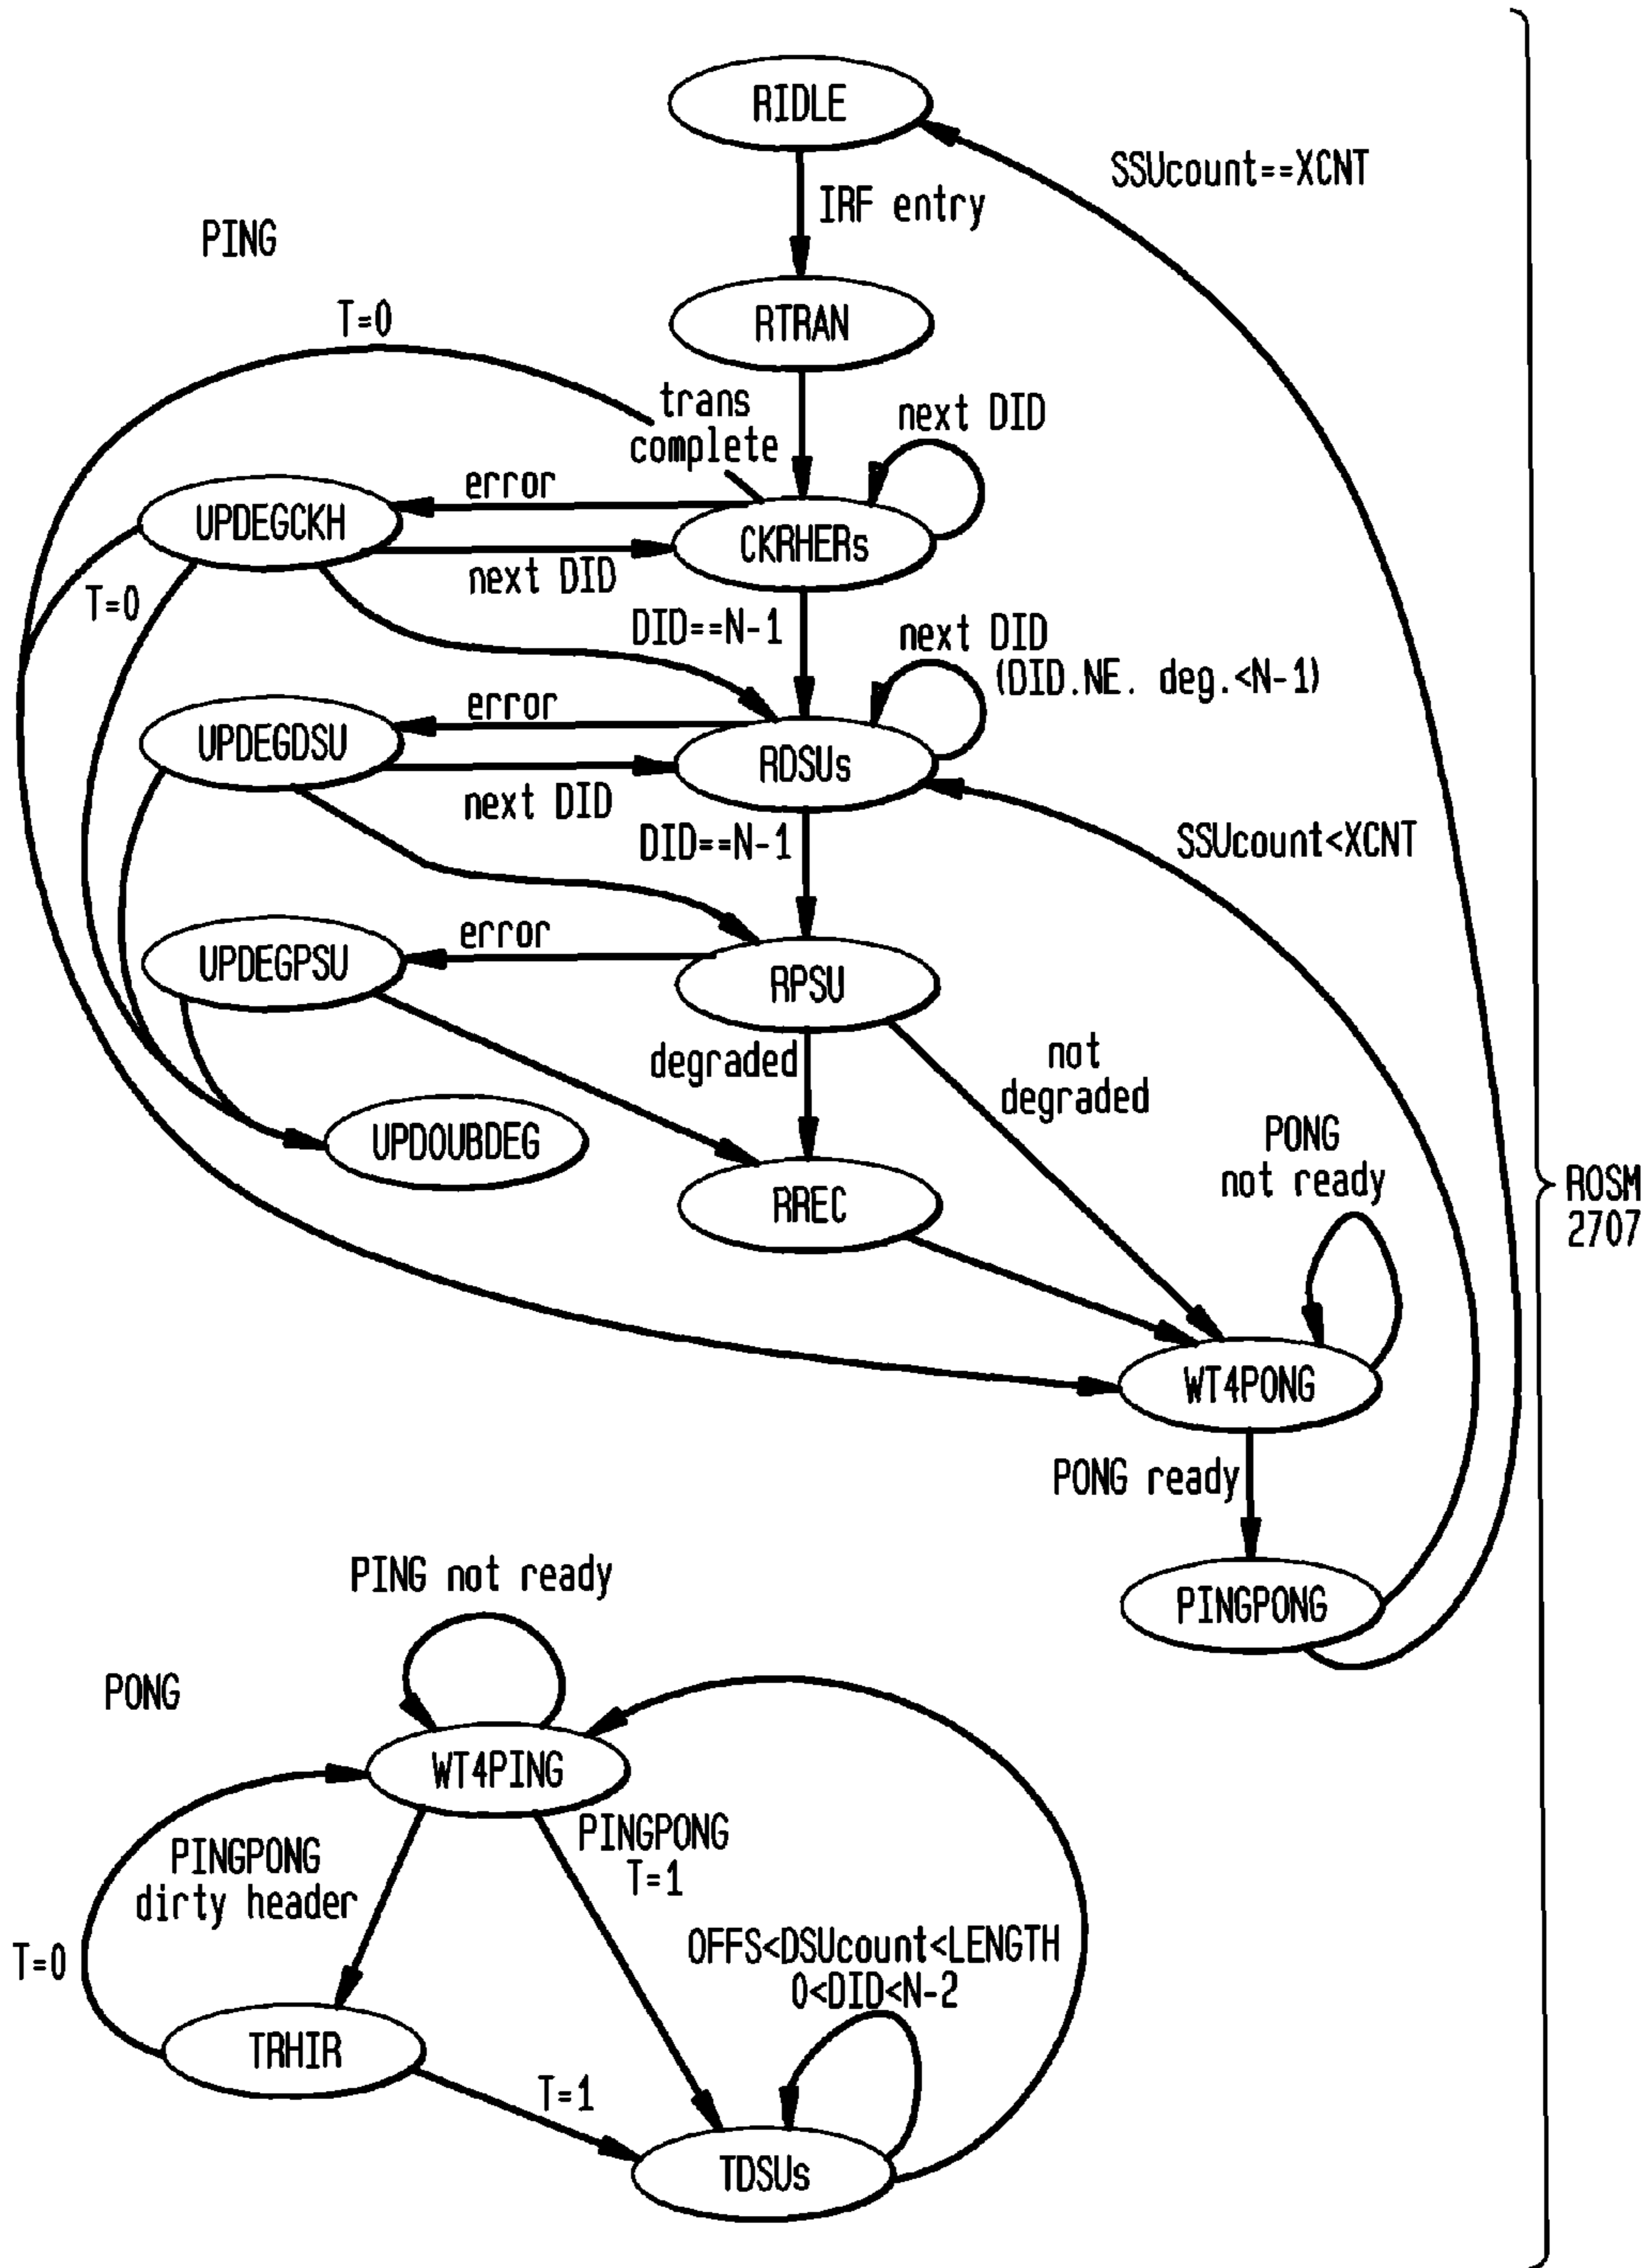 RIDLE
SSUcount==XCNT
IRF entry
PING
T=0
RTRAN
trans
complete
next DID
error
UPDEGCKH
CKRHERs
next DID
T=0
DID==N-1
next DID
(DID.NE. deg.<N-1)
error
UPDEGDSU
RDSUs
next DID
DID==N-1
SSUcount<XCNT
error
UPDEGPSU
RPSU
degraded
not
degraded
UPDOUBDEG
PONG
not ready
RREC
ROSM
2707
WT4PONG
PONG ready
PINGPONG
PING not ready
PONG
WT4PING
PINGPONG
T=1
PINGPONG
dirty header
T=0
OFFS<DSUcount<LENGTH
0<DID<N-2
TRHIR
T=1
TDSUs